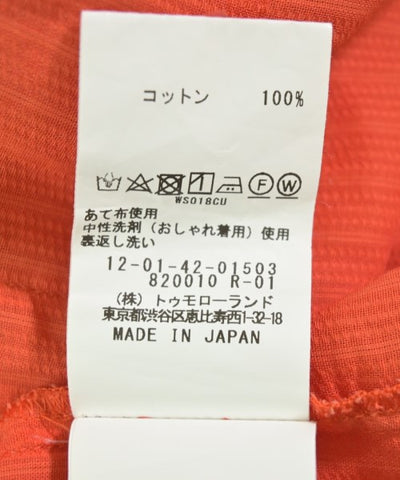 コットン 100%
F W
WS018CU
あて布使用
中性洗剤（おしゃれ着用）使用
裏返し洗い
12-01-42-01503
820010 R-01
（株）トゥモローランド
東京都渋谷区恵比寿西1-32-18
MADE IN JAPAN